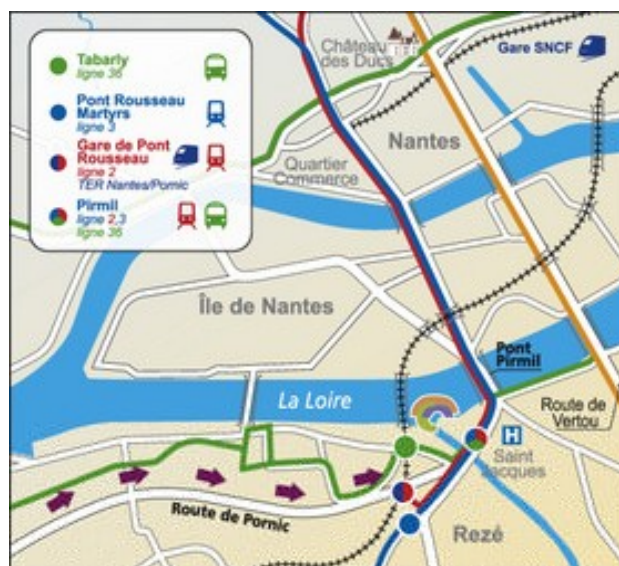 Tabarly
ligne 36
Pont Rousseau
Martyrs
ligne 3
Gare de Pont
Rousseau
ligne 2
TER Nantes/Pornic
Pirmil
ligne 2,3
ligne 36
Château
des Ducs
Gare SNCF
Nantes
Quartier
Commerce
Île de Nantes
Pont
Pirmil
La Loire
Route de
Vertou
H
Saint
Jacques
Route de Pornic
Rezé